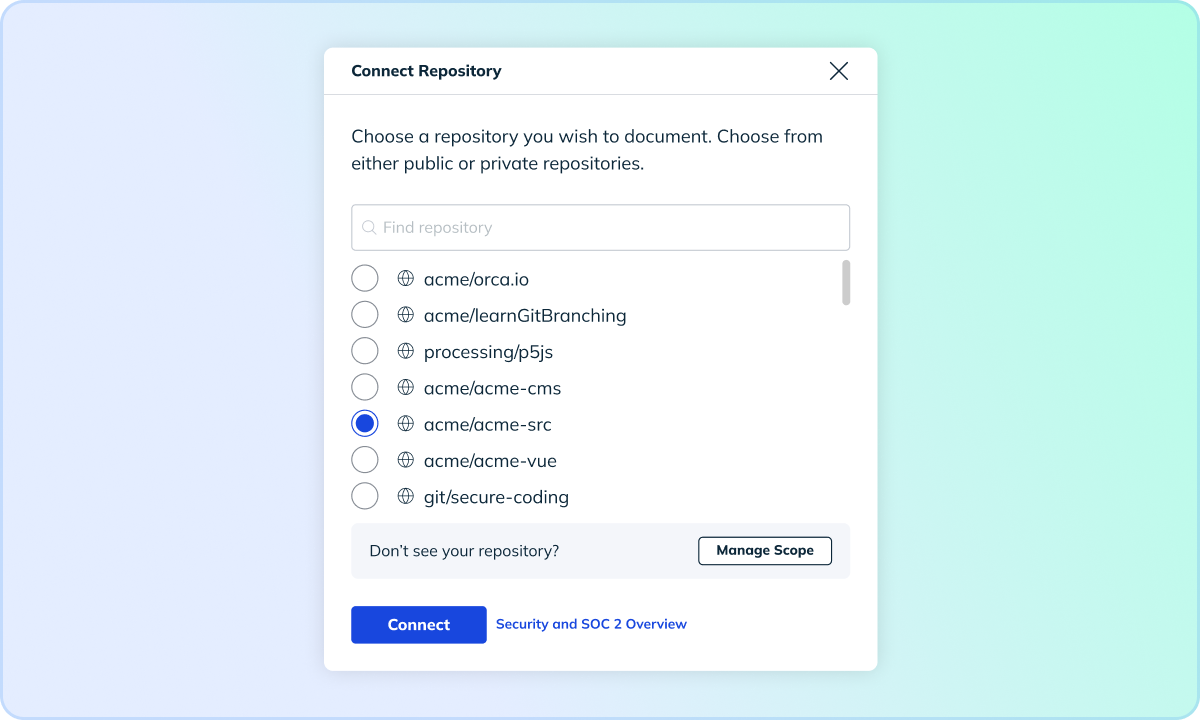 Connect Repository
Choose a repository you wish to document. Choose from
either public or private repositories.
Find repository
acme/orca.io
acme/learnGitBranching
processing/p5js
acme/acme-cms
acme/acme-src
acme/acme-vue
git/secure-coding
Don’t see your repository?
Manage Scope
Connect
Security and SOC 2 Overview